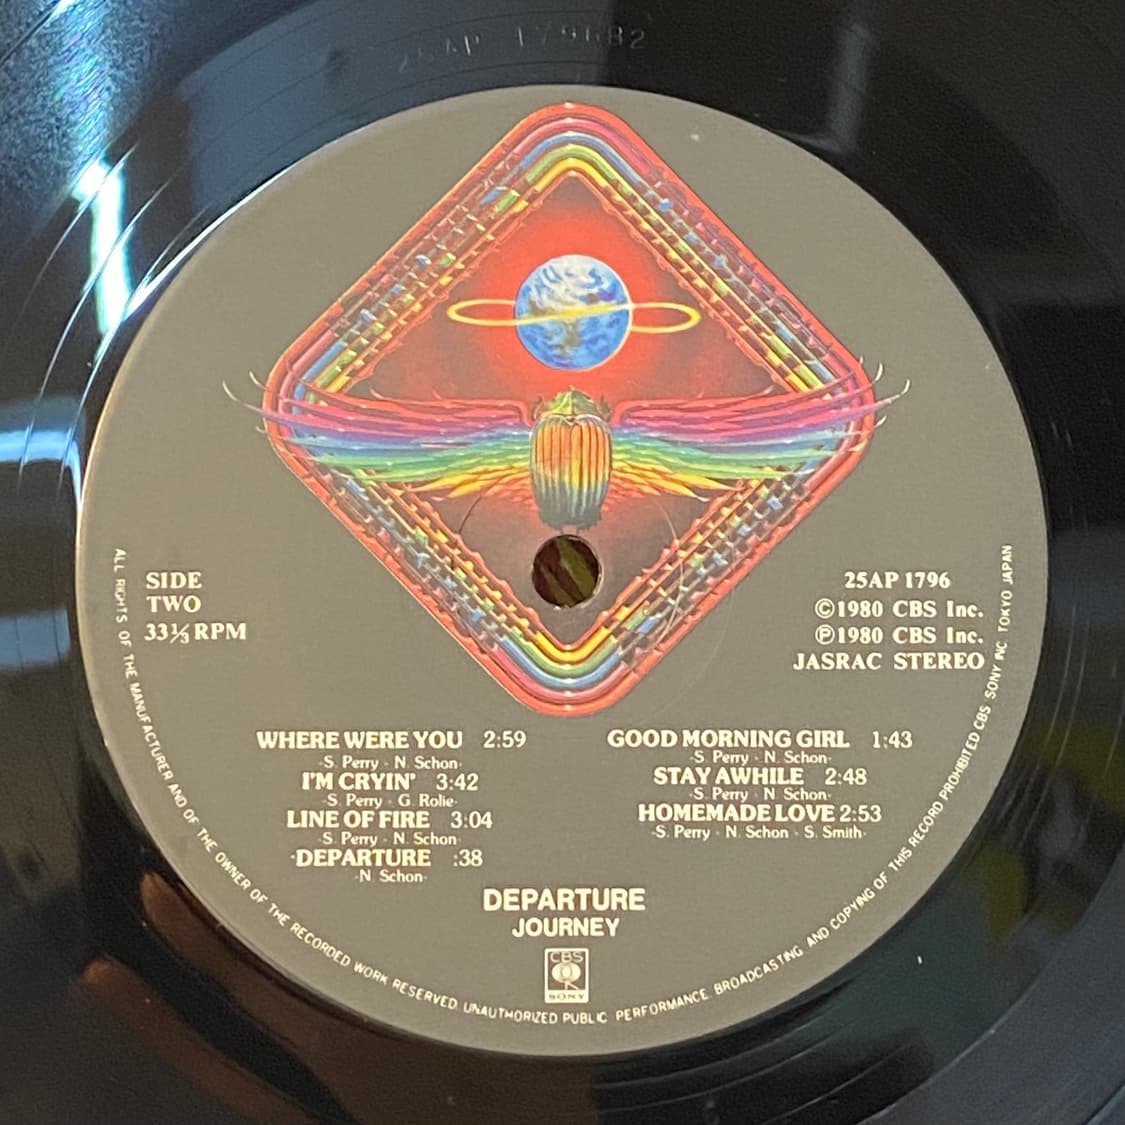 25AP 1796B2
SIDE
TWO
33⅓ RPM
25AP 1796
©1980 CBS Inc.
℗1980 CBS Inc.
JASRAC STEREO
WHERE WERE YOU 2:59
-S. Perry - N. Schon-
I'M CRYIN' 3:42
-S. Perry - G. Rolie-
LINE OF FIRE 3:04
-S. Perry - N. Schon-
·DEPARTURE :38
-N. Schon-
GOOD MORNING GIRL 1:43
-S. Perry - N. Schon-
STAY AWHILE 2:48
-S. Perry - N. Schon-
HOMEMADE LOVE 2:53
-S. Perry - N. Schon - S. Smith-
DEPARTURE
JOURNEY
CBS
SONY
ALL RIGHTS OF THE MANUFACTURER AND OF THE OWNER OF THE RECORDED WORK RESERVED. UNAUTHORIZED PUBLIC PERFORMANCE. BROADCASTING AND COPYING OF THIS RECORD PROHIBITED CBS SONY INC. TOKYO JAPAN